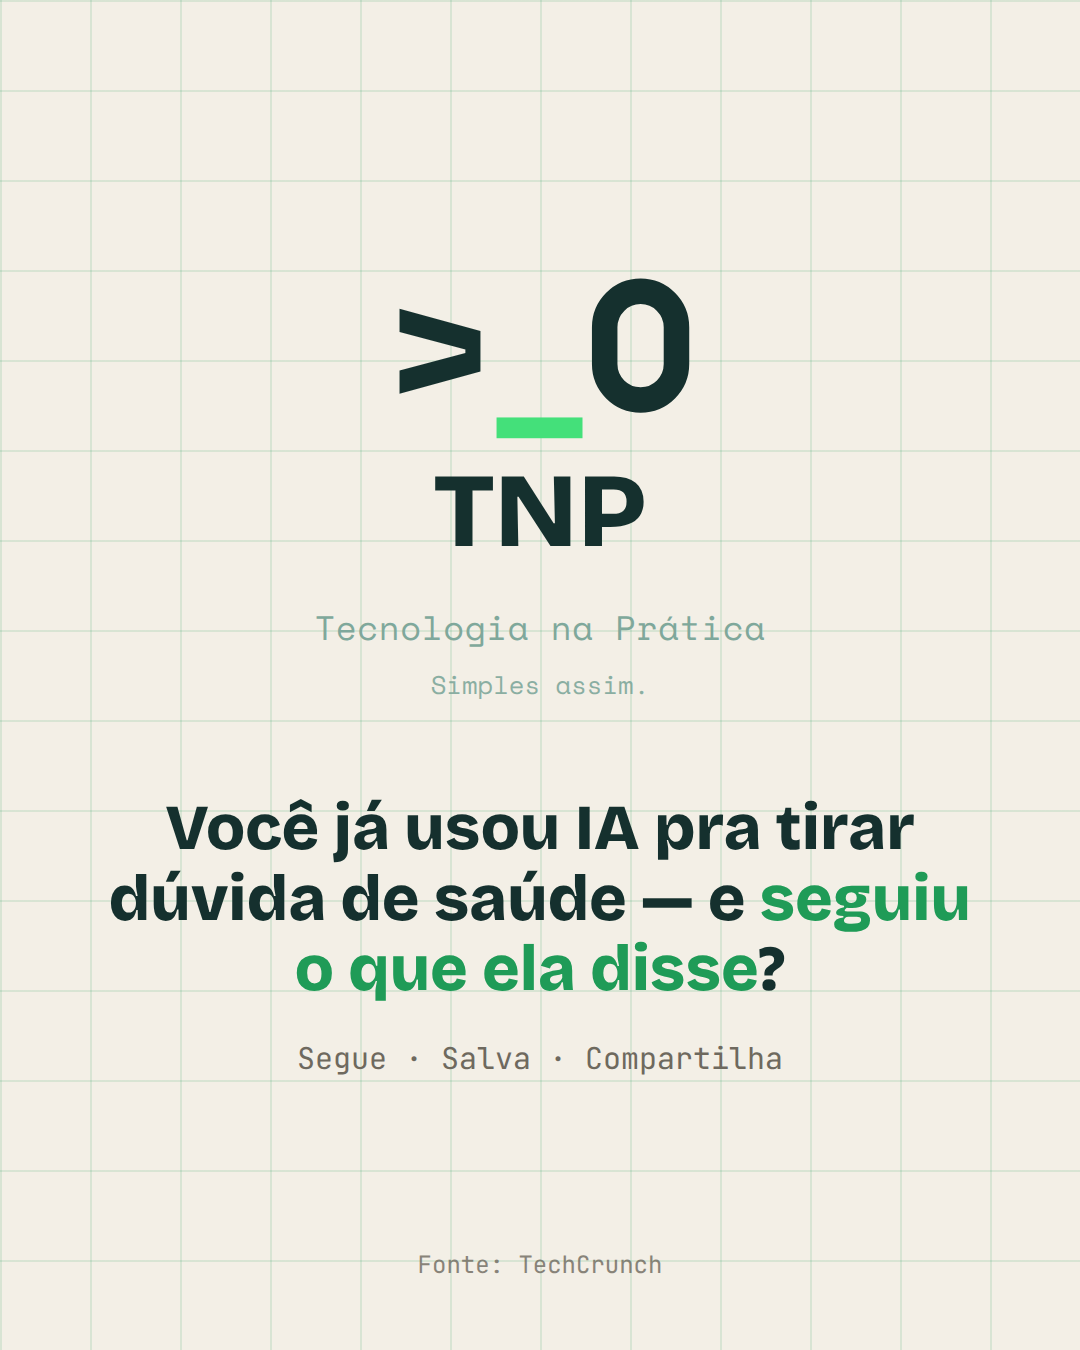 >_0
TNP
Tecnologia na Prática
Simples assim.
Você já usou IA pra tirar
dúvida de saúde — e seguiu
o que ela disse?
Segue · Salva · Compartilha
Fonte: TechCrunch